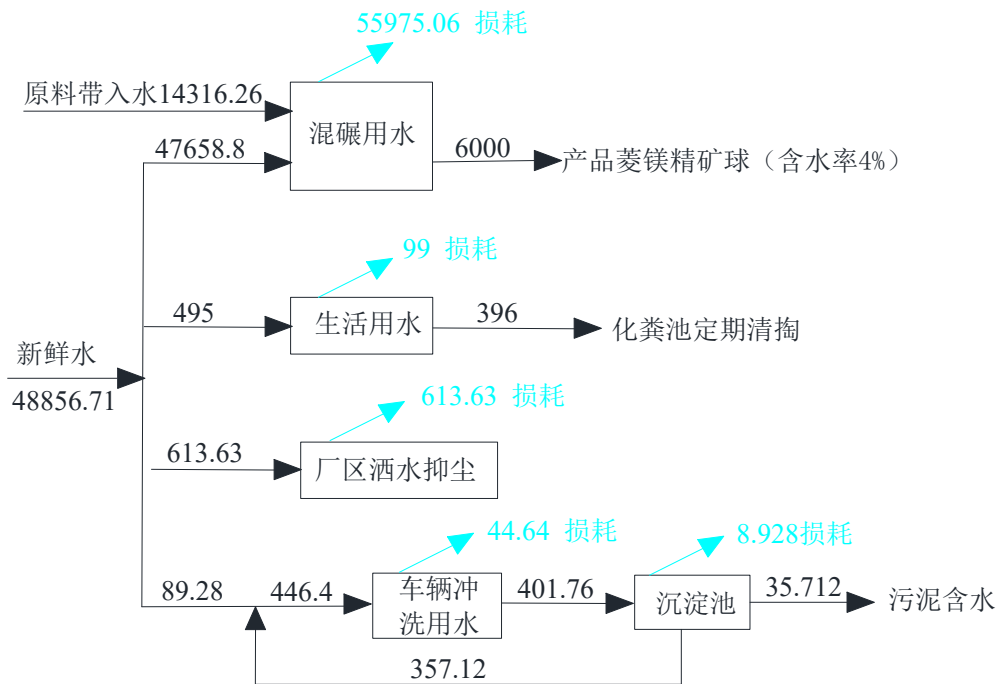 55975.06 损耗
原料带入水14316.26
混碾用水
47658.8
6000
产品菱镁精矿球（含水率4%）
99 损耗
495
生活用水
396
化粪池定期清掏
新鲜水
48856.71
613.63 损耗
613.63
厂区洒水抑尘
44.64 损耗
8.928损耗
89.28
446.4
车辆冲
洗用水
401.76
沉淀池
35.712
污泥含水
357.12